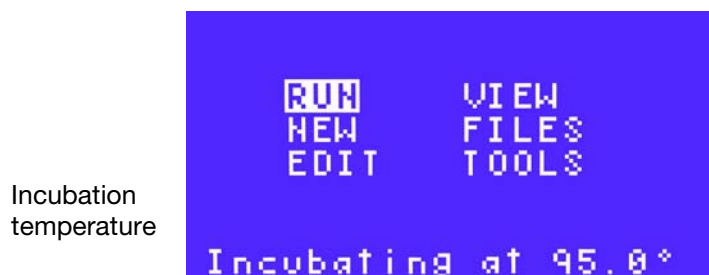 RUN VIEW
NEW FILES
EDIT TOOLS
Incubation
temperature
Incubating at 95.0°